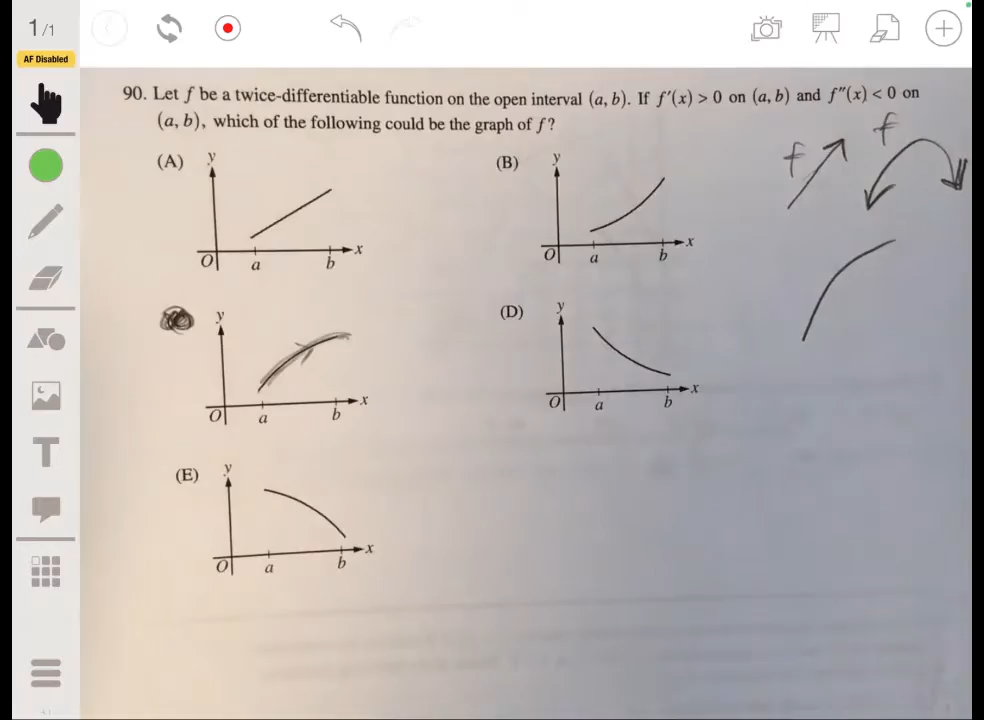 1/1
AF Disabled
90. Let f be a twice-differentiable function on the open interval (a, b). If f′(x) > 0 on (a, b) and f″(x) < 0 on
(a, b), which of the following could be the graph of f?
f
f
(A)
y
O
a
b
x
(B)
y
O
a
b
x
y
O
a
b
x
(D)
y
O
a
b
x
(E)
y
O
a
b
x
T